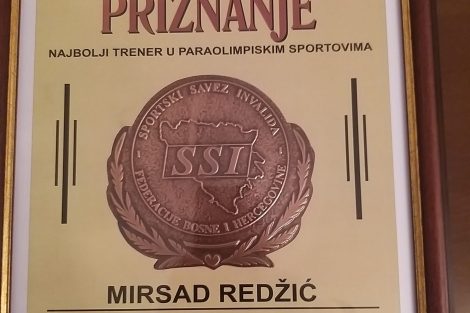 PRIZNANJE
NAJBOLJI TRENER U PARAOLIMPISKIM SPORTOVIMA
SPORTSKI SAVEZ INVALIDA
SSI
FEDERACIJE BOSNE I HERCEGOVINE
MIRSAD REDŽIĆ